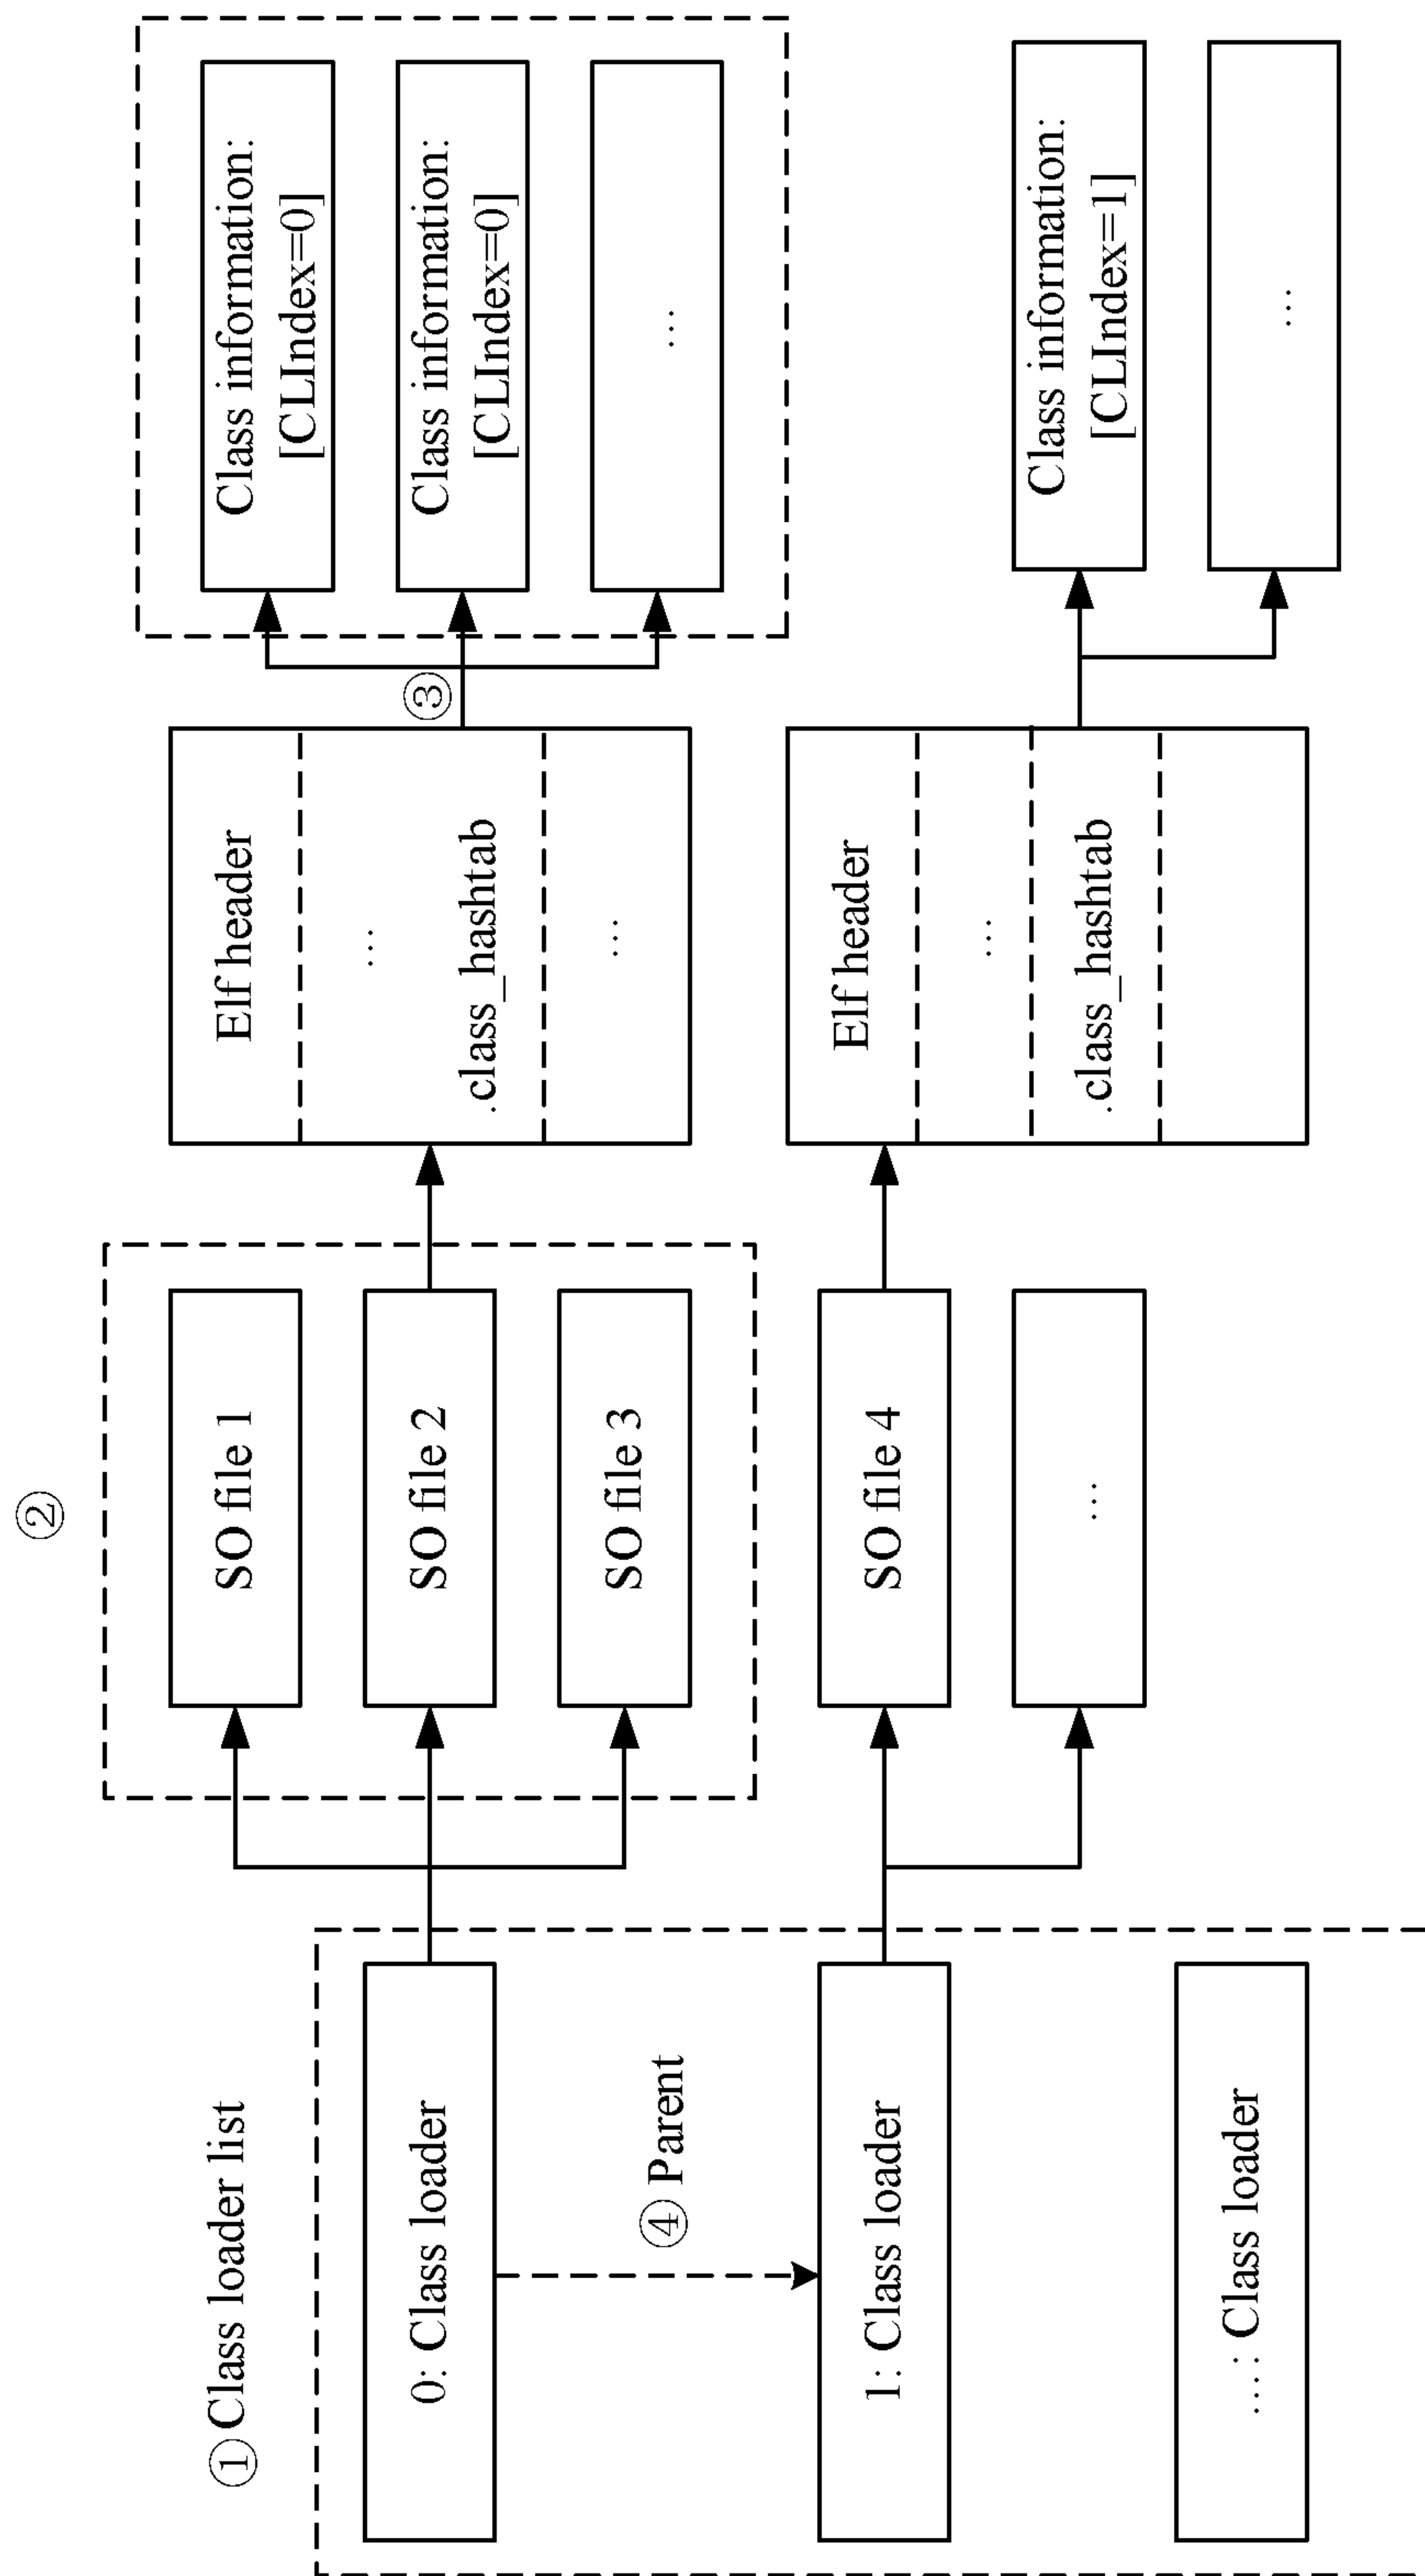 ① Class loader list
0: Class loader
④ Parent
1: Class loader
…: Class loader
②
SO file 1
SO file 2
SO file 3
SO file 4
…
Elf header
…
.class_hashtab
…
Elf header
…
.class_hashtab
③
Class information:
[CLIndex=0]
Class information:
[CLIndex=0]
…
Class information:
[CLIndex=1]
…